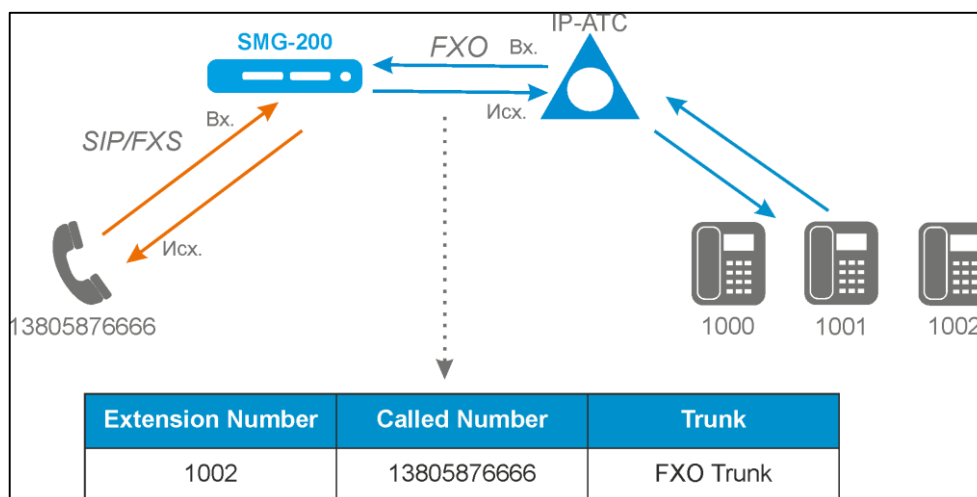 IP-АТС
SMG-200
FXO Вх.
Исх.
Вх.
SIP/FXS
Исх.
13805876666
1000
1001
1002
Extension Number Called Number Trunk
1002 13805876666 FXO Trunk